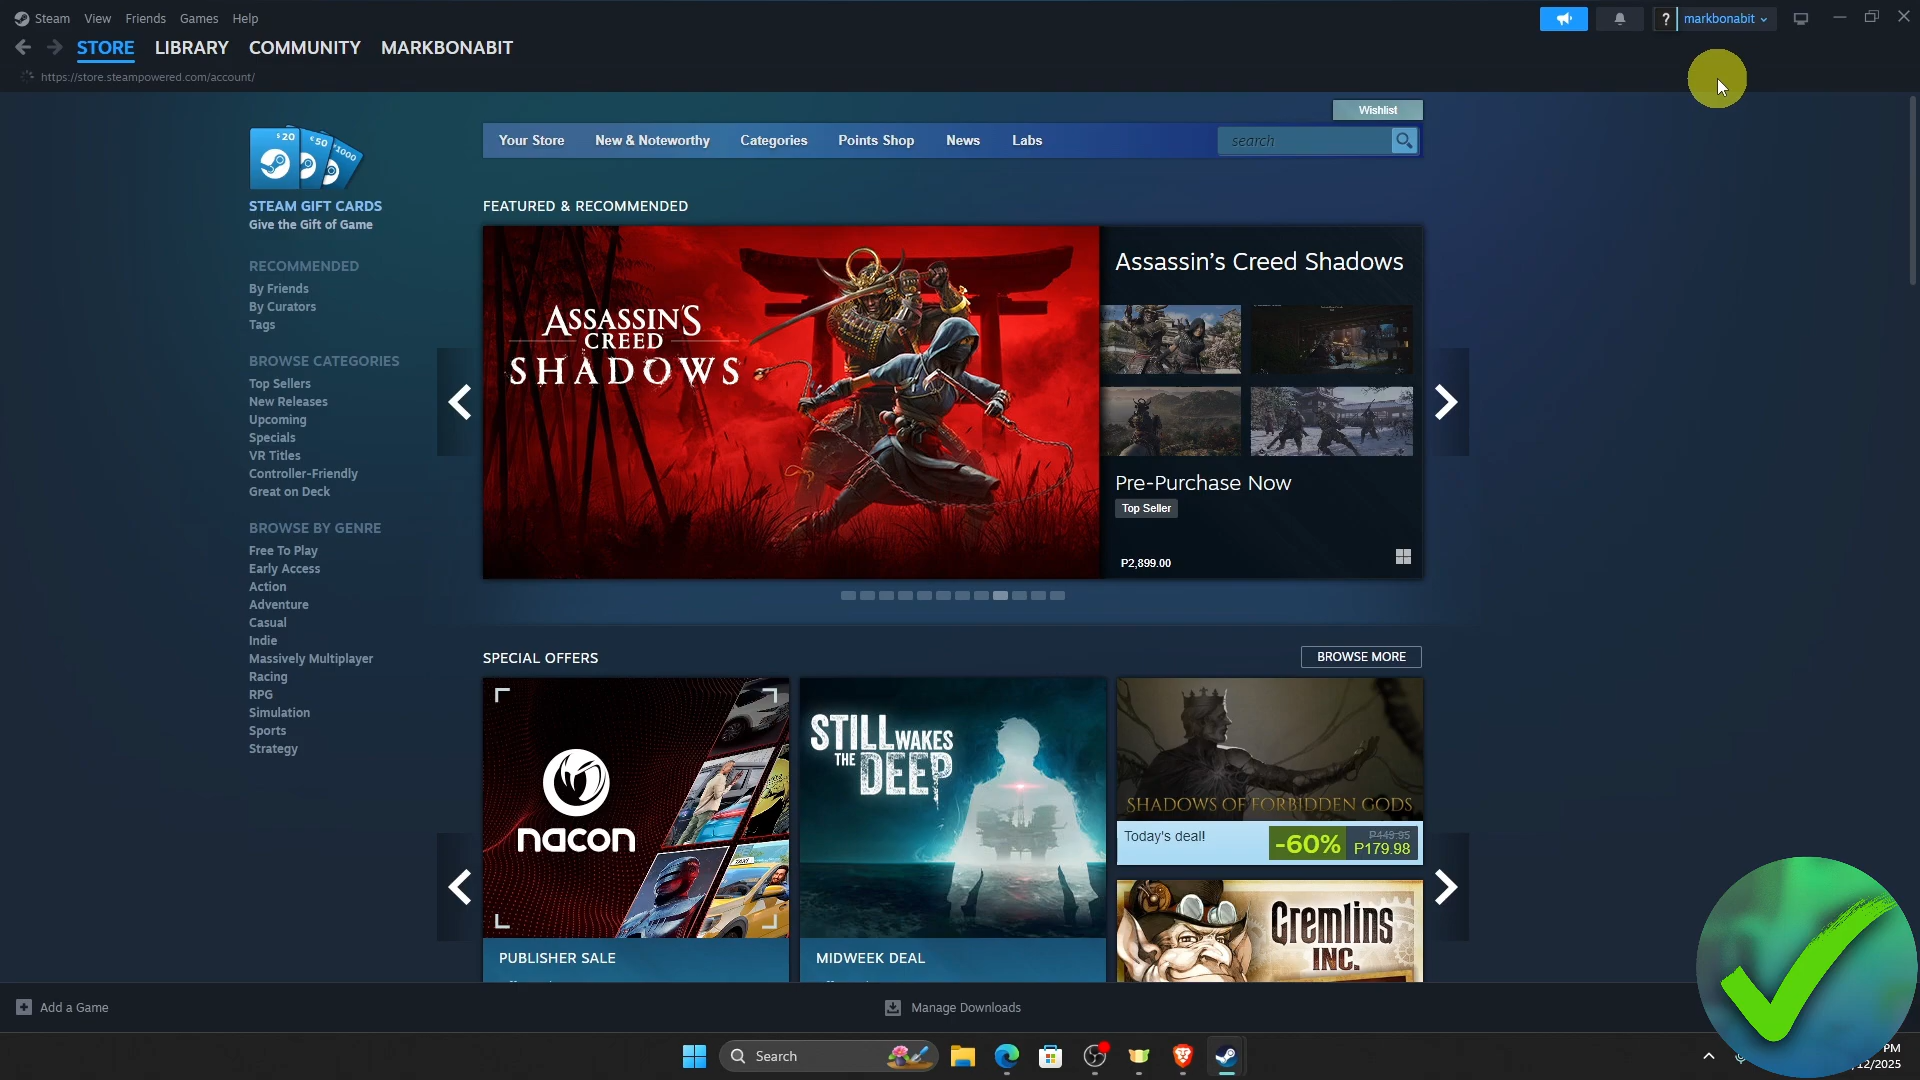 Steam View Friends Games Help
? markbonabit
STORE LIBRARY COMMUNITY MARKBONABIT
https://store.steampowered.com/account/
Wishlist
Your Store New & Noteworthy Categories Points Shop News Labs search
$20 €50 ¥1000
STEAM GIFT CARDS
Give the Gift of Game
RECOMMENDED
By Friends
By Curators
Tags
BROWSE CATEGORIES
Top Sellers
New Releases
Upcoming
Specials
VR Titles
Controller-Friendly
Great on Deck
BROWSE BY GENRE
Free To Play
Early Access
Action
Adventure
Casual
Indie
Massively Multiplayer
Racing
RPG
Simulation
Sports
Strategy
FEATURED & RECOMMENDED
ASSASSIN'S
CREED
SHADOWS
Assassin's Creed Shadows
Pre-Purchase Now
Top Seller
P2,899.00
SPECIAL OFFERS
BROWSE MORE
nacon
TAXI
PUBLISHER SALE
STILL WAKES
THE DEEP
MIDWEEK DEAL
SHADOWS OF FORBIDDEN GODS
Today's deal!
-60%
P449.95
P179.98
Gremlins
INC.
Add a Game
Manage Downloads
Search
PM
/12/2025